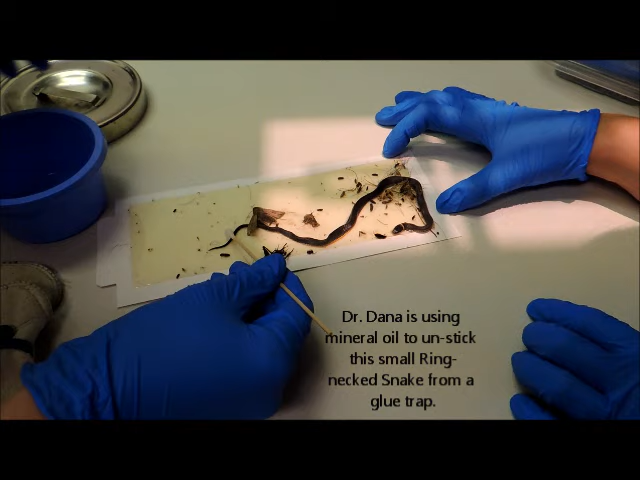 Dr. Dana is using
mineral oil to un-stick
this small Ring-
necked Snake from a
glue trap.